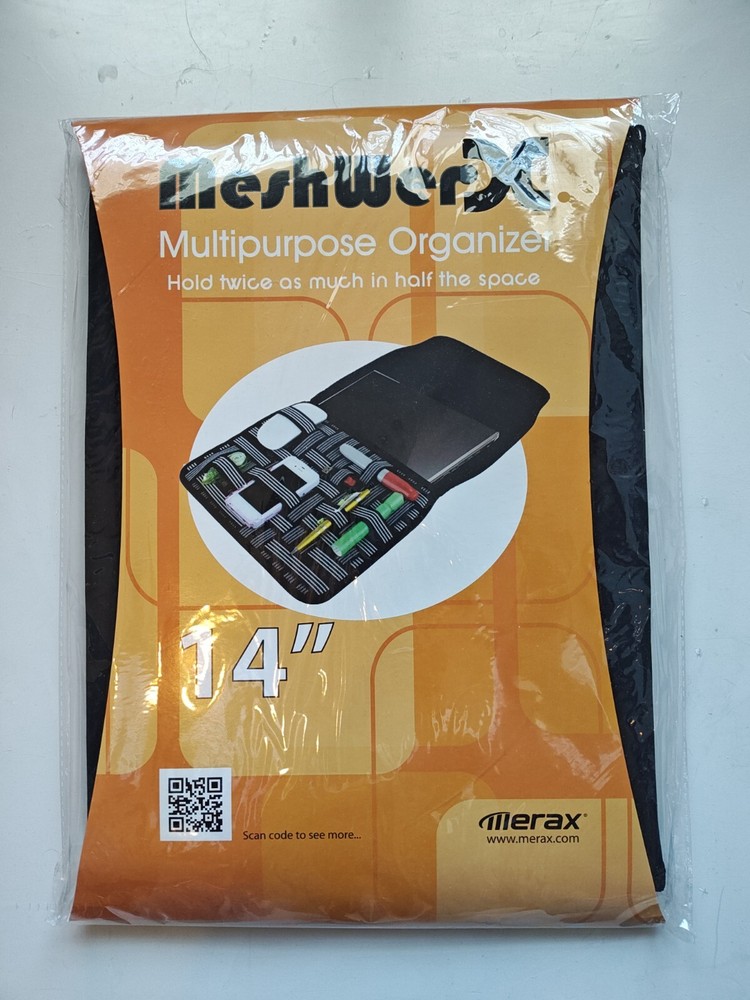 MeshWerX
Multipurpose Organizer
Hold twice as much in half the space
14”
Scan code to see more...
merax®
www.merax.com